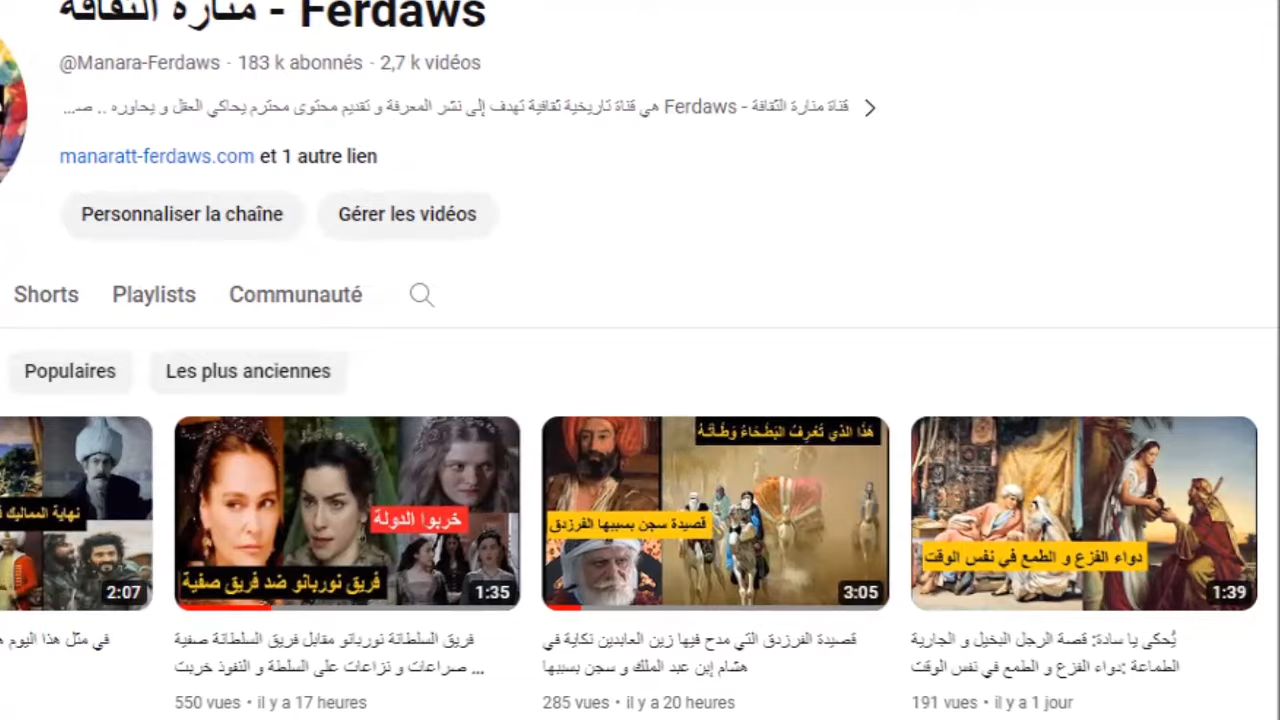 منارة الثقافة - Ferdaws
@Manara-Ferdaws · 183 k abonnés · 2,7 k vidéos
قناة منارة الثقافة - Ferdaws هي قناة تاريخية ثقافية تهدف إلى نشر المعرفة و تقديم محتوى محترم يحاكي العقل و يحاوره .. صـ...
manaratt-ferdaws.com et 1 autre lien
Personnaliser la chaîne
Gérer les vidéos
Shorts
Playlists
Communauté
Populaires
Les plus anciennes
نهاية المماليك
2:07
خربوا الدولة
فريق نوربانو ضد فريق صفية
1:35
هَذَا الذي تَعْرِفُ البَطْحَاءُ وَطْأتَهُ
قصيدة سجن بسببها الفرزدق
3:05
دواء الفزع و الطمع في نفس الوقت
1:39
في مثل هذا اليوم
فريق السلطانة نوربانو مقابل فريق السلطانة صفية
صراعات و نزاعات على السلطة و النفوذ خربت ...
550 vues · il y a 17 heures
قصيدة الفرزدق التي مدح فيها زين العابدين نكاية في
هشام إبن عبد الملك و سجن بسببها
285 vues · il y a 20 heures
يُحكى يا سادة: قصة الرجل البخيل و الجارية
الطماعة :دواء الفزع و الطمع في نفس الوقت
191 vues · il y a 1 jour